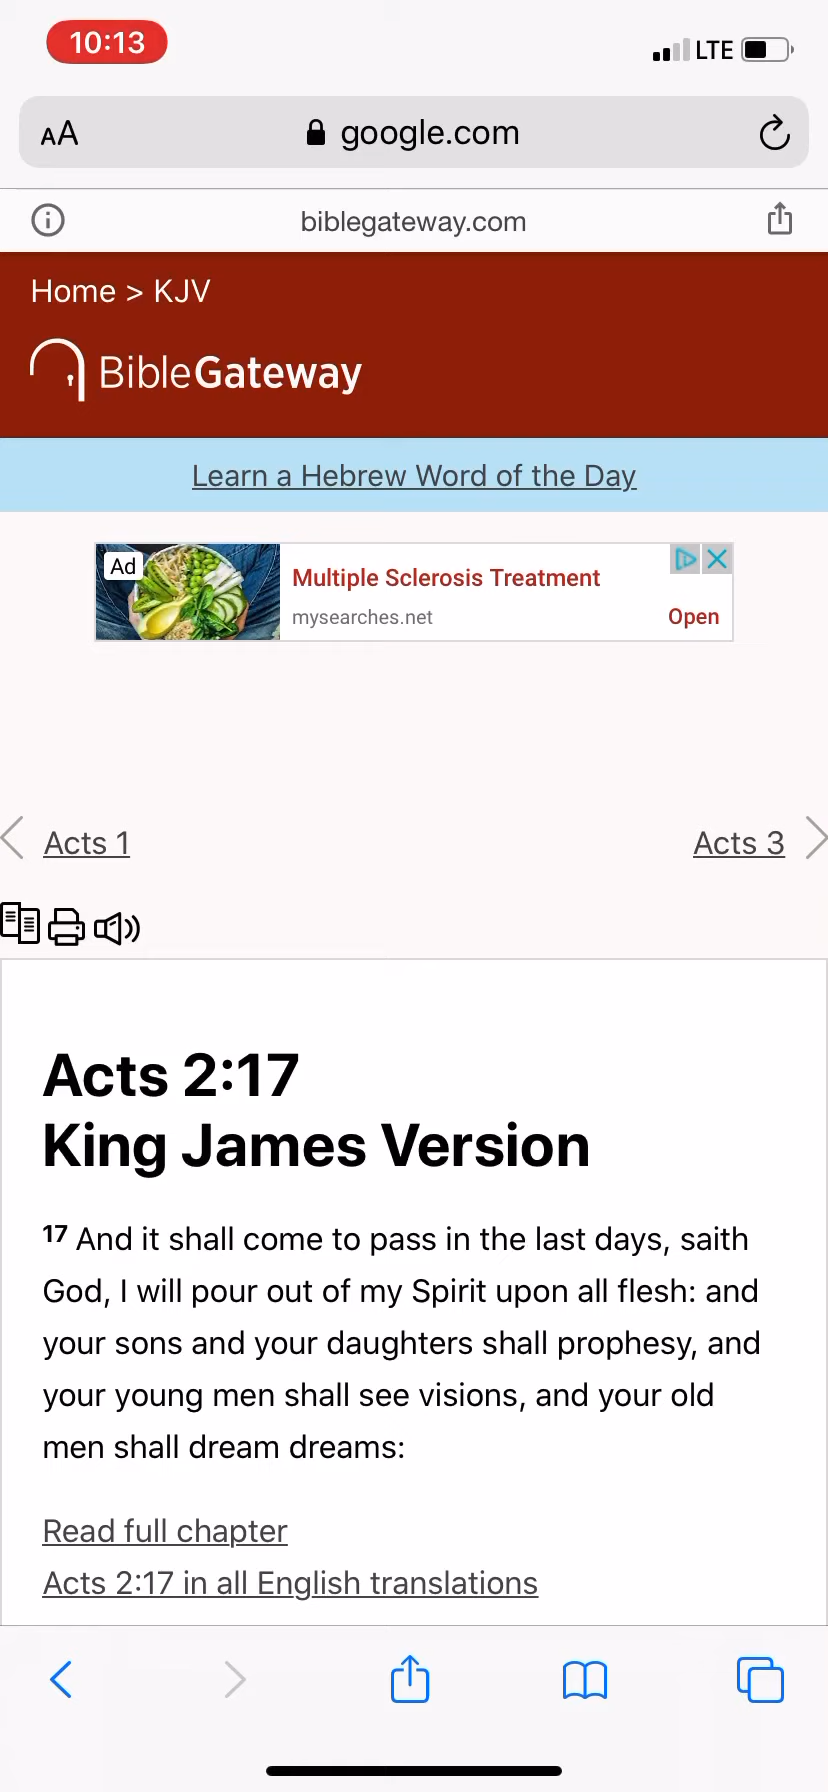 10:13 LTE
AA google.com
biblegateway.com
Home > KJV
BibleGateway
Learn a Hebrew Word of the Day
Ad
Multiple Sclerosis Treatment
mysearches.net Open
Acts 1 Acts 3
Acts 2:17
King James Version
17 And it shall come to pass in the last days, saith
God, I will pour out of my Spirit upon all flesh: and
your sons and your daughters shall prophesy, and
your young men shall see visions, and your old
men shall dream dreams:
Read full chapter
Acts 2:17 in all English translations